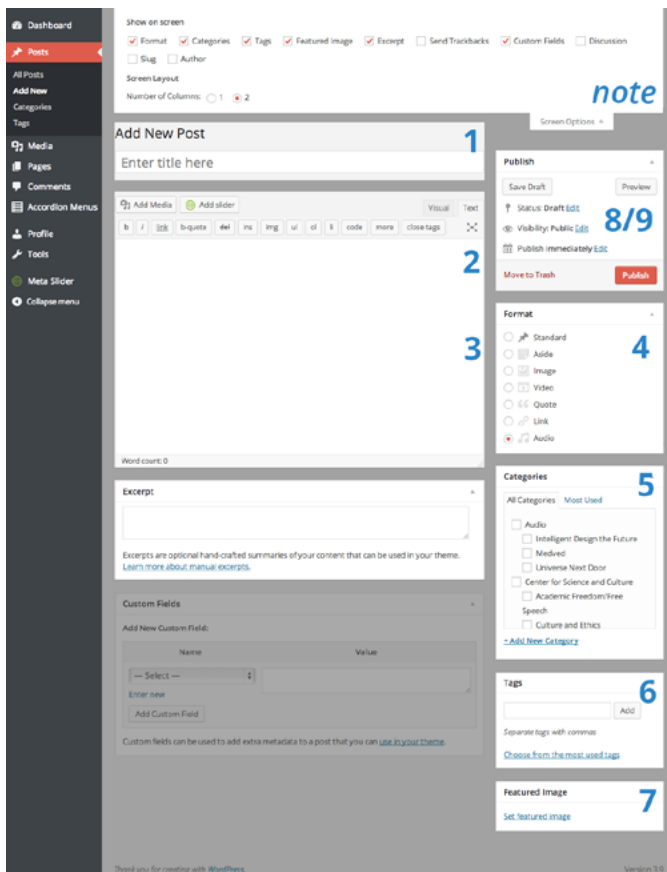 Dashboard
Posts
All Posts
Add New
Categories
Tags
Media
Pages
Comments
Accordion Menus
Profile
Tools
Meta Slider
Collapse menu
Show on screen
Format Categories Tags Featured Image Excerpt Send Trackbacks Custom Fields Discussion
Slug Author
Screen Layout
Number of Columns: 1 2
note
Screen Options
Add New Post
1
Enter title here
Add Media Add slider Visual Text
b i link b-quote del ins img ul ol li code more close tags
2
3
Word count: 0
Excerpt
Excerpts are optional hand-crafted summaries of your content that can be used in your theme.
Learn more about manual excerpts.
Custom Fields
Add New Custom Field:
Name Value
— Select —
Enter new
Add Custom Field
Custom fields can be used to add extra metadata to a post that you can use in your theme.
Publish
Save Draft Preview
Status: Draft Edit
8/9
Visibility: Public Edit
Publish immediately Edit
Move to Trash Publish
Format
4
Standard
Aside
Image
Video
Quote
Link
Audio
Categories
5
All Categories Most Used
Audio
Intelligent Design the Future
Medved
Universe Next Door
Center for Science and Culture
Academic Freedom/Free
Speech
Culture and Ethics
+ Add New Category
Tags
6
Add
Separate tags with commas
Choose from the most used tags
Featured Image
7
Set featured image
Thank you for creating with WordPress.
Version 3.9